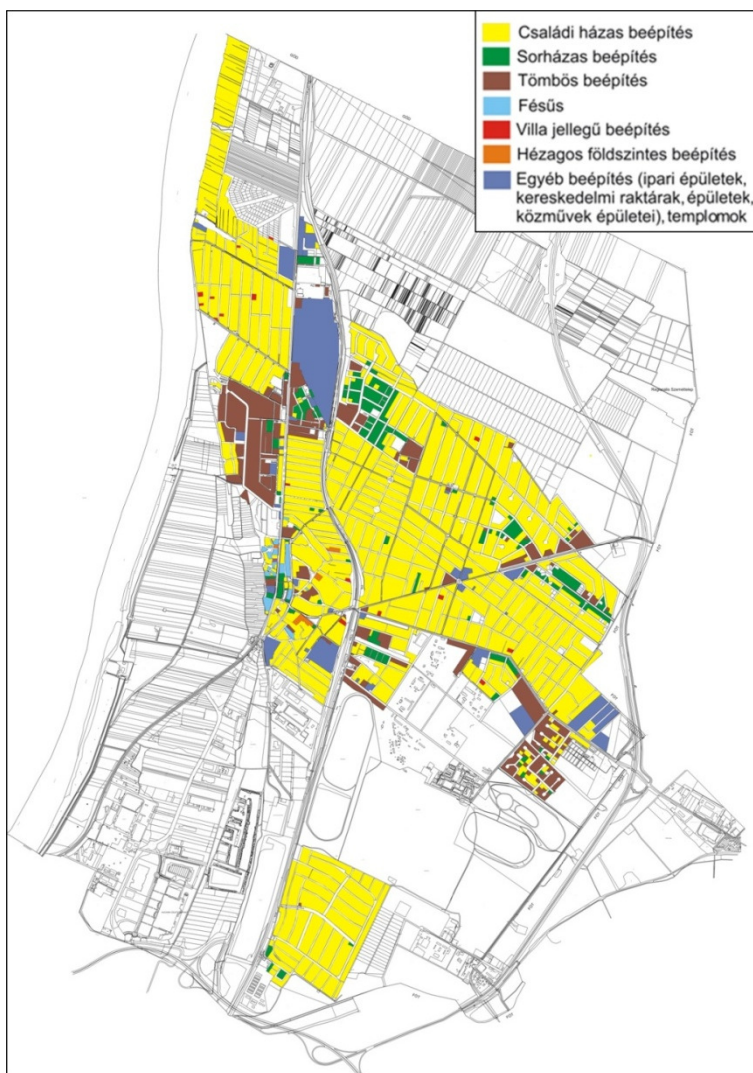 Családi házas beépítés
Sorházas beépítés
Tömbös beépítés
Fésűs
Villa jellegű beépítés
Hézagos földszintes beépítés
Egyéb beépítés (ipari épületek,
kereskedelmi raktárak, épületek,
közművek épületei), templomok